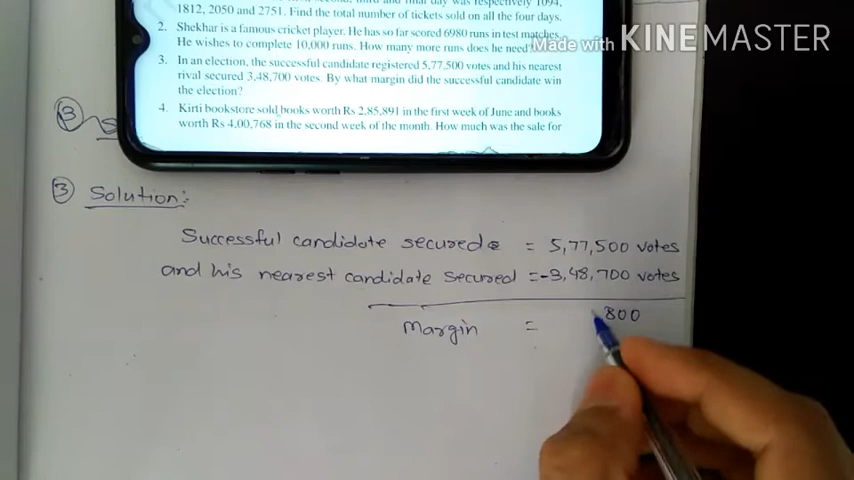 1812, 2050 and 2751. Find the total number of tickets sold on all the four days.
2. Shekhar is a famous cricket player. He has so far scored 6980 runs in test matches.
He wishes to complete 10,000 runs. How many more runs does he need?
Made with KINEMASTER
3. In an election, the successful candidate registered 5,77,500 votes and his nearest
rival secured 3,48,700 votes. By what margin did the successful candidate win
the election?
4. Kirti bookstore sold books worth Rs 2,85,891 in the first week of June and books
worth Rs 4,00,768 in the second week of the month. How much was the sale for
3
3 Solution:
Successful candidate secured = 5,77,500 votes
and his nearest candidate secured = -3,48,700 votes
Margin = 800